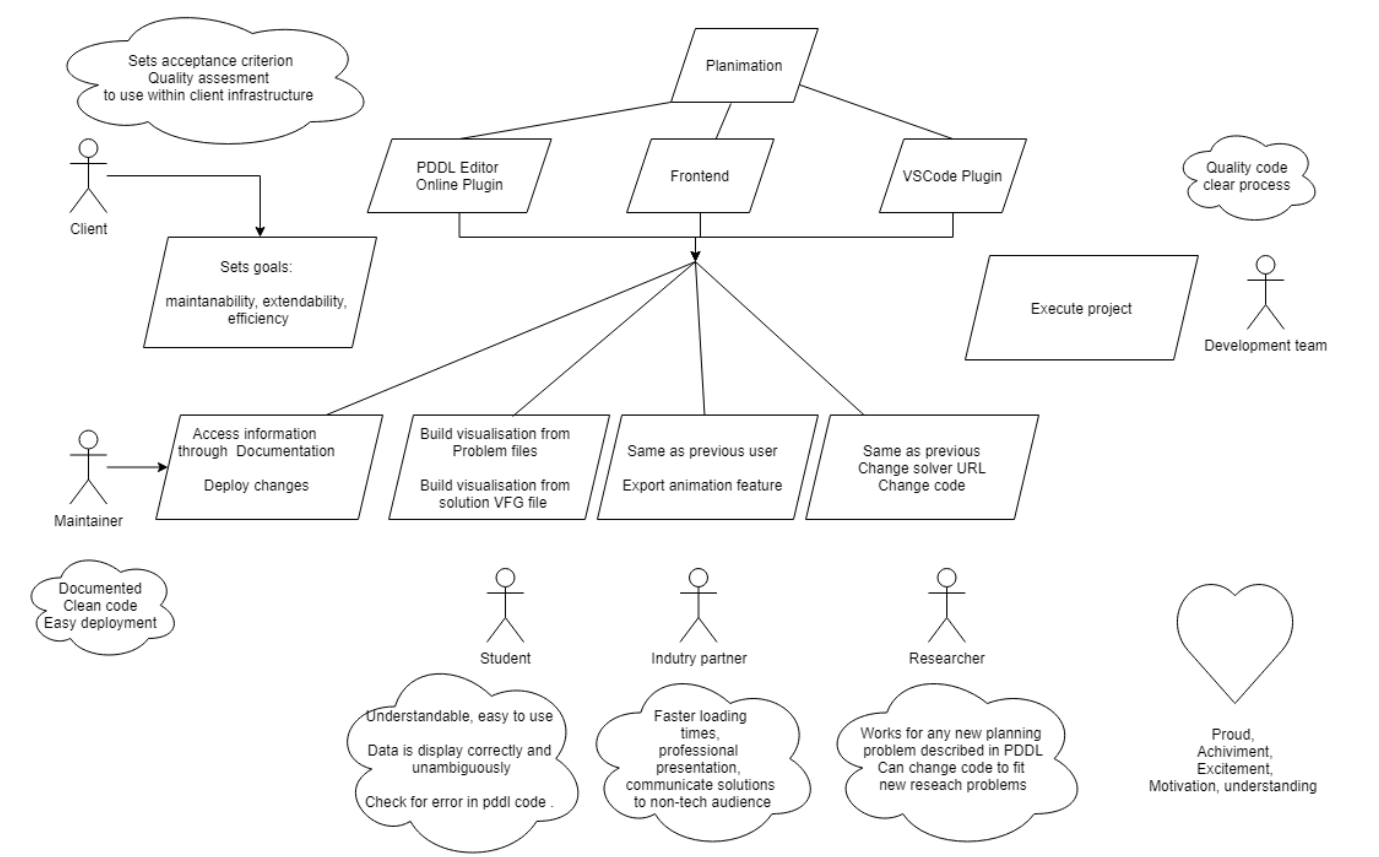 Sets acceptance criterion
Quality assesment
to use within client infrastructure
Planimation
PDDL Editor
Online Plugin
Frontend
VSCode Plugin
Quality code
clear process
Client
Sets goals:
maintanability, extendability,
efficiency
Execute project
Development team
Access information
through Documentation
Deploy changes
Build visualisation from
Problem files
Build visualisation from
solution VFG file
Same as previous user
Export animation feature
Same as previous
Change solver URL
Change code
Maintainer
Documented
Clean code
Easy deployment
Student
Indutry partner
Researcher
Understandable, easy to use
Data is display correctly and
unambiguously
Check for error in pddl code .
Faster loading
times,
professional
presentation,
communicate solutions
to non-tech audience
Works for any new planning
problem described in PDDL
Can change code to fit
new reseach problems
Proud,
Achiviment,
Excitement,
Motivation, understanding